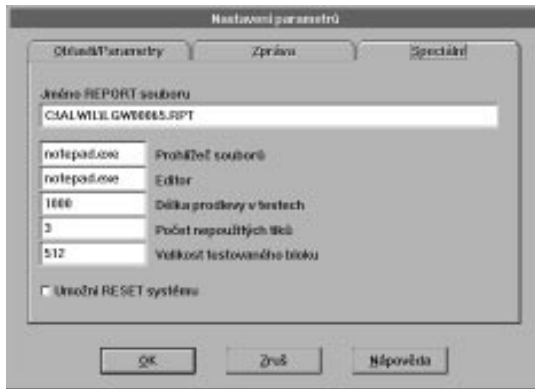 Nastavení parametrů
Oblasti/Parametry Zpráva Speciální
Jméno REPORT souboru
C:\ALWIL\LGW00065.RPT
notepad.exe Prohlížeč souborů
notepad.exe Editor
1000 Délka prodlevy v testech
3 Počet nepoužitých tiků
512 Velikost testovaného bloku
Umožni RESET systému
OK Zruš Nápověda